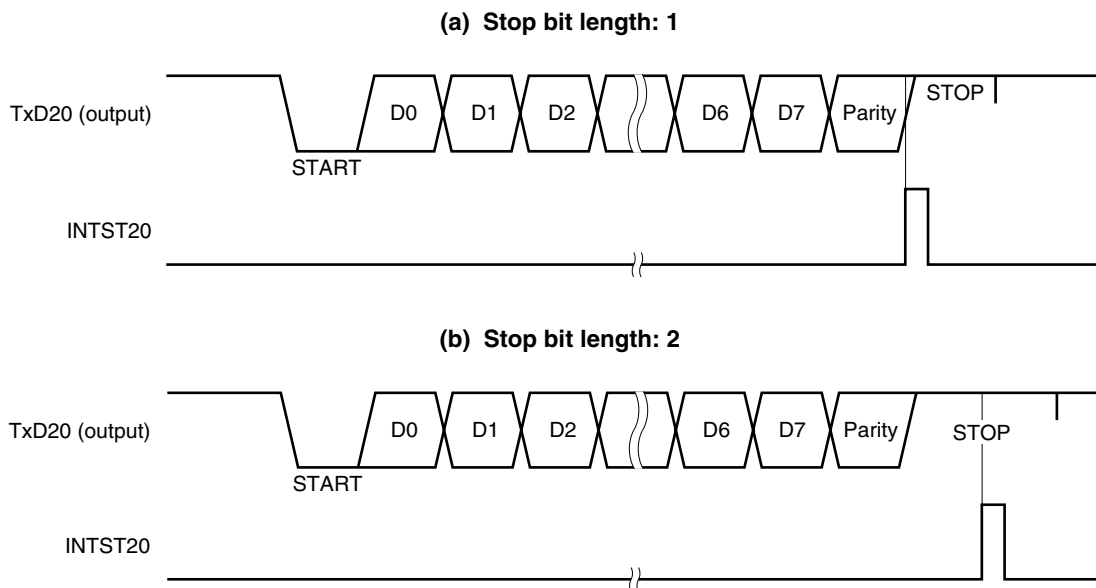 (a) Stop bit length: 1
TxD20 (output)
D0 D1 D2 D6 D7 Parity STOP
START
INTST20
(b) Stop bit length: 2
TxD20 (output)
D0 D1 D2 D6 D7 Parity STOP
START
INTST20